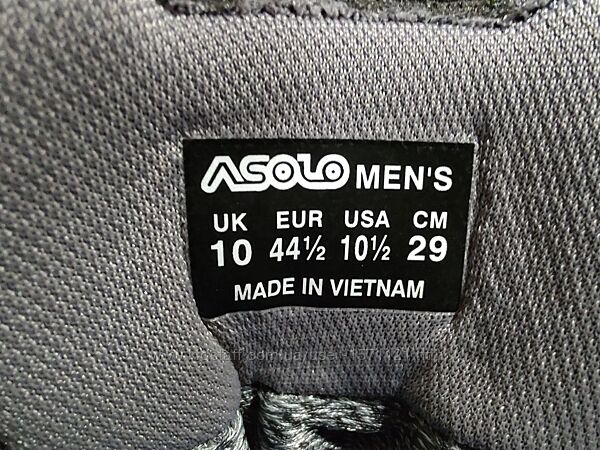 ASOLO MEN'S
UK EUR USA CM
10 44½ 10½ 29
MADE IN VIETNAM